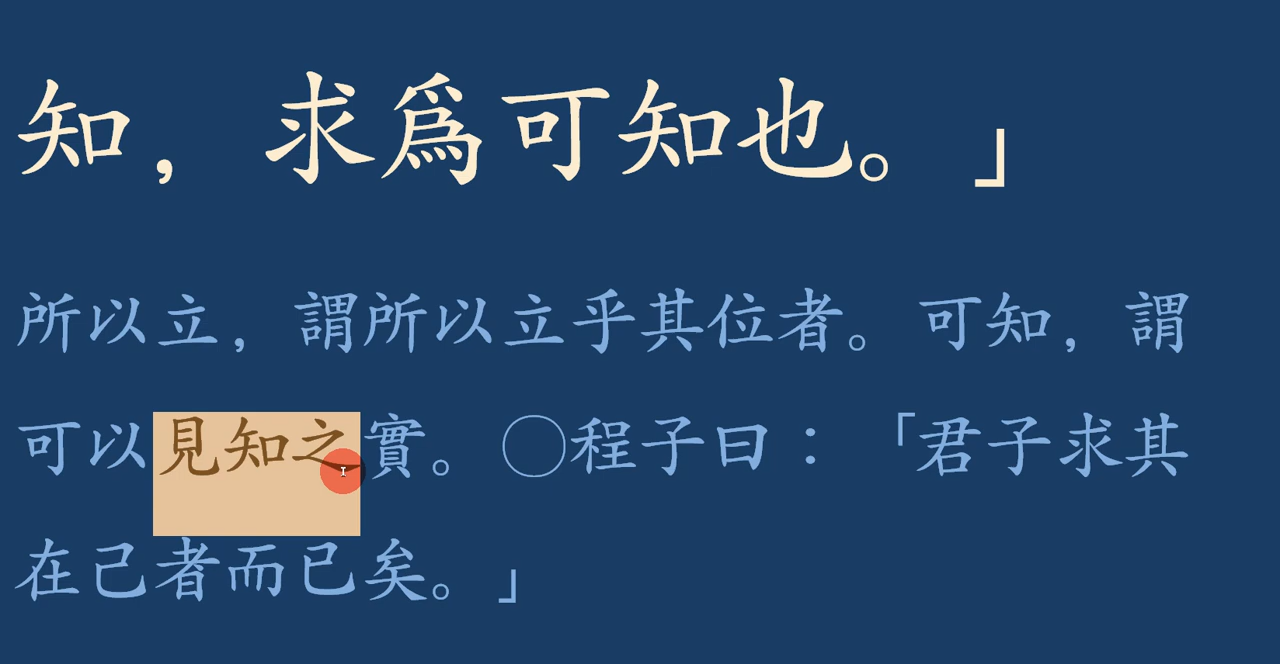 知，求爲可知也。」
所以立，謂所以立乎其位者。可知，謂
可以見知之實。◯程子曰：「君子求其
在己者而已矣。」